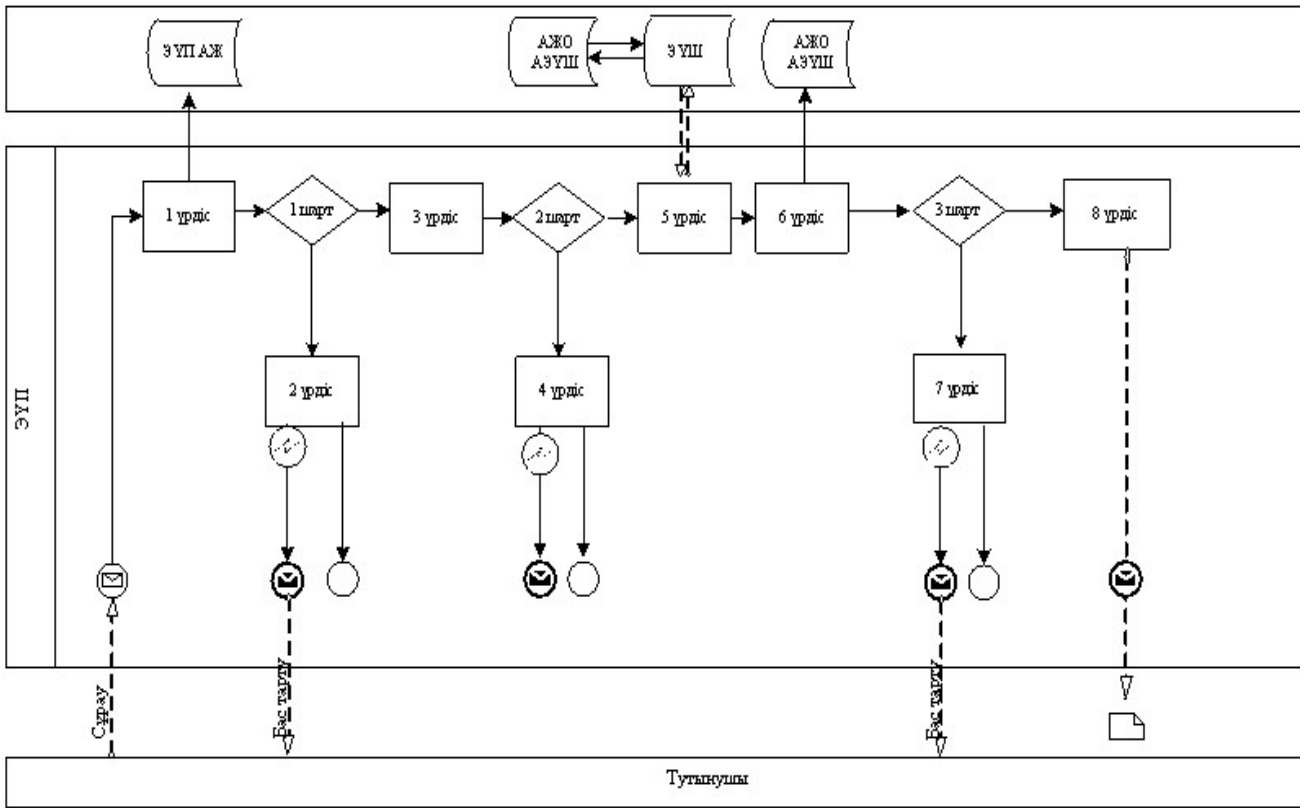 ЭҮП АЖ
АЖО
АЭҮШ
ЭҮШ
АЖО
АЭҮШ
1 үрдіс
1 шарт
3 үрдіс
2 шарт
5 үрдіс
6 үрдіс
3 шарт
8 үрдіс
2 үрдіс
4 үрдіс
7 үрдіс
ЭҮП
Сұрау
Бас тарту
Бас тарту
Тутынушы